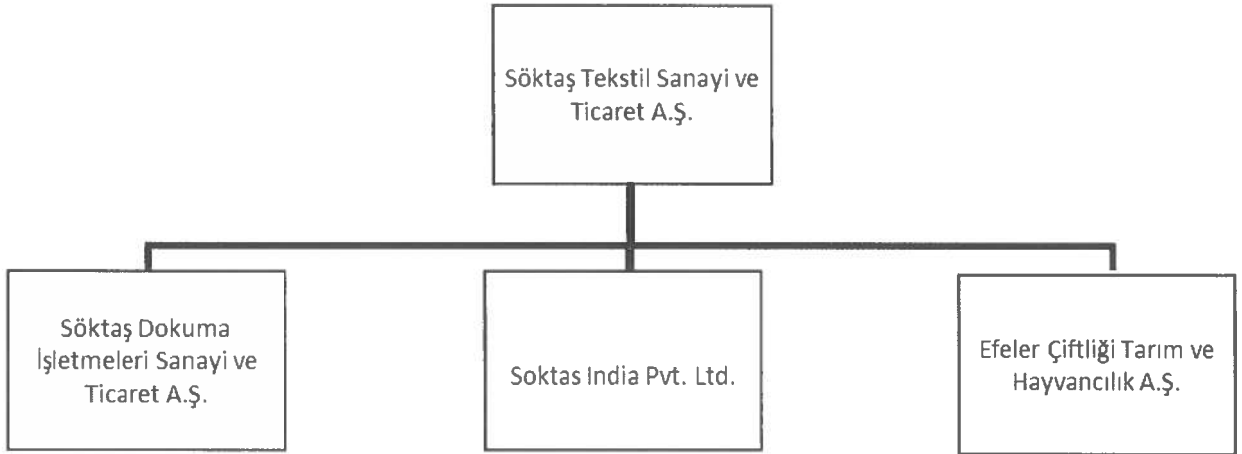 Söktaş Tekstil Sanayi ve
Ticaret A.Ş.
Söktaş Dokuma
İşletmeleri Sanayi ve
Ticaret A.Ş.
Soktas India Pvt. Ltd.
Efeler Çiftliği Tarım ve
Hayvancılık A.Ş.